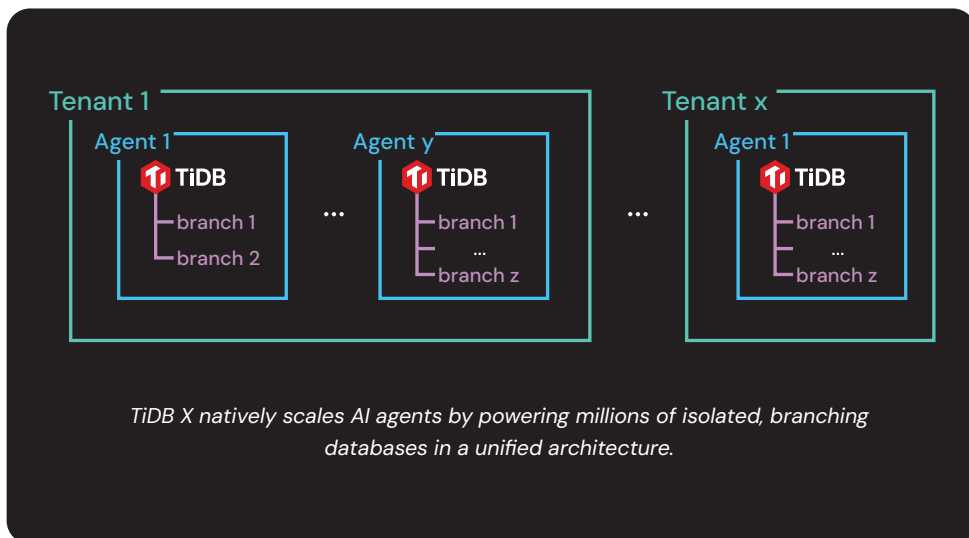 Tenant 1
Agent 1
TiDB
branch 1
branch 2
...
Agent y
TiDB
branch 1
...
branch z
...
Tenant x
Agent 1
TiDB
branch 1
...
branch z
TiDB X natively scales AI agents by powering millions of isolated, branching
databases in a unified architecture.